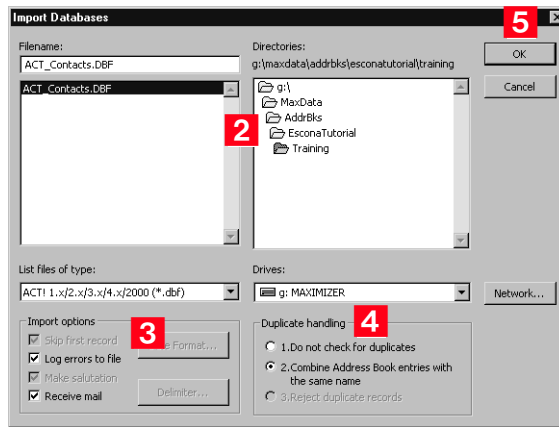 Import Databases
5
Filename:
ACT_Contacts.DBF
ACT_Contacts.DBF
Directories:
g:\maxdata\addrbks\esconatutorial\training
g:\
MaxData
AddrBks
EsconaTutorial
Training
2
OK
Cancel
List files of type:
ACT! 1.x/2.x/3.x/4.x/2000 (*.dbf)
Drives:
g: MAXIMIZER
Network...
Import options
3
Skip first record
Format...
Log errors to file
Make salutation
Receive mail
Delimiter...
Duplicate handling
4
1.Do not check for duplicates
2.Combine Address Book entries with
the same name
3.Reject duplicate records